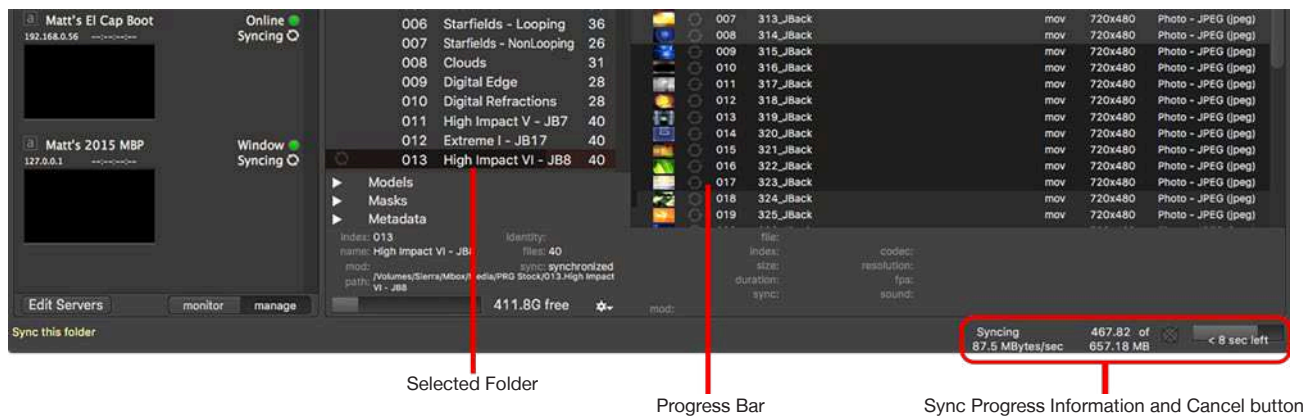 a Matt's El Cap Boot Online
192.168.0.56 --:--:--:-- Syncing
a Matt's 2015 MBP Window
127.0.0.1 --:--:--:-- Syncing
Edit Servers monitor manage
006 Starfields - Looping 36
007 Starfields - NonLooping 26
008 Clouds 31
009 Digital Edge 28
010 Digital Refractions 28
011 High Impact V - JB7 40
012 Extreme I - JB17 40
013 High Impact VI - JB8 40
Models
Masks
Metadata
index: 013 identity:
name: High Impact VI - JB8 files: 40
mod: sync: synchronized
path: /Volumes/Sierra/Mbox/Media/PRG Stock/013.High Impact
VI - JB8
411.8G free
007 313_JBack mov 720x480 Photo - JPEG (jpeg)
008 314_JBack mov 720x480 Photo - JPEG (jpeg)
009 315_JBack mov 720x480 Photo - JPEG (jpeg)
010 316_JBack mov 720x480 Photo - JPEG (jpeg)
011 317_JBack mov 720x480 Photo - JPEG (jpeg)
012 318_JBack mov 720x480 Photo - JPEG (jpeg)
013 319_JBack mov 720x480 Photo - JPEG (jpeg)
014 320_JBack mov 720x480 Photo - JPEG (jpeg)
015 321_JBack mov 720x480 Photo - JPEG (jpeg)
016 322_JBack mov 720x480 Photo - JPEG (jpeg)
017 323_JBack mov 720x480 Photo - JPEG (jpeg)
018 324_JBack mov 720x480 Photo - JPEG (jpeg)
019 325_JBack mov 720x480 Photo - JPEG (jpeg)
file:
index: codec:
size: resolution:
duration: fps:
sync: sound:
mod:
Sync this folder
Syncing 467.82 of
87.5 MBytes/sec 657.18 MB < 8 sec left
Selected Folder
Progress Bar
Sync Progress Information and Cancel button